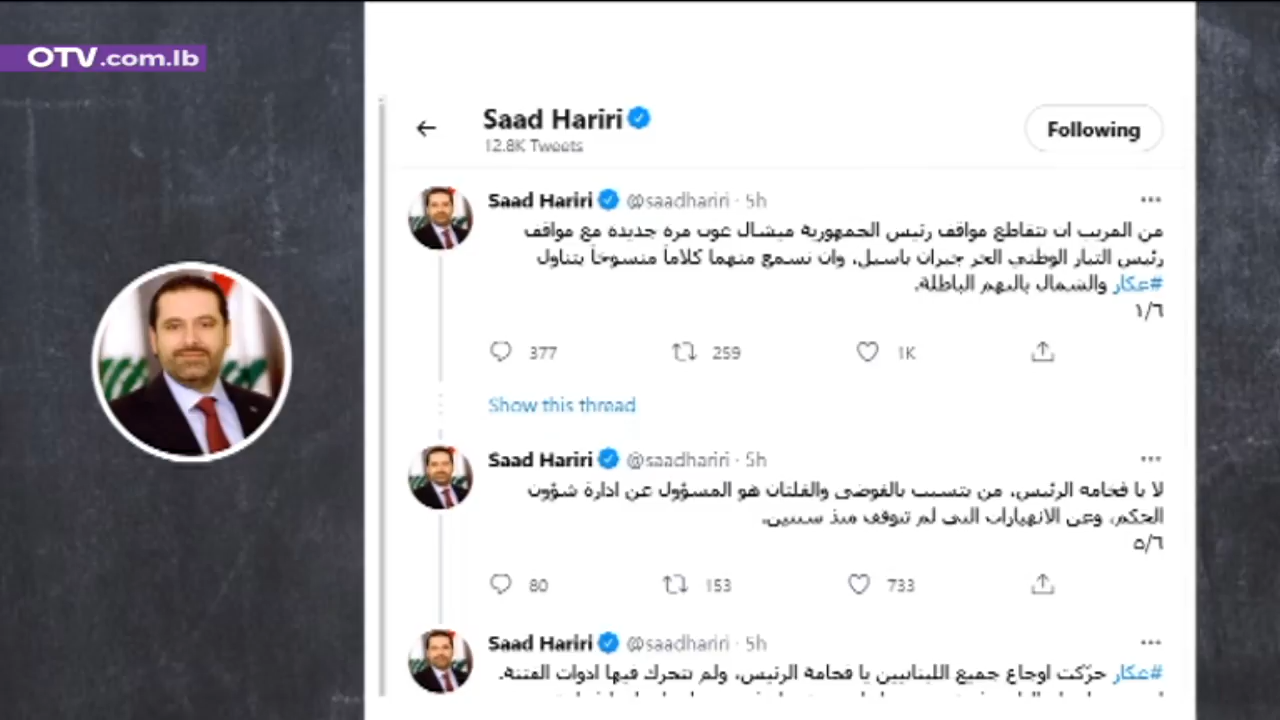 OTV.com.lb
Saad Hariri
12.8K Tweets
Following
Saad Hariri @saadhariri · 5h
من المريب ان تتقاطع مواقف رئيس الجمهورية ميشال عون مرة جديدة مع مواقف
رئيس التيار الوطني الحر جبران باسيل، وان نسمع منهما كلاماً منسوخاً يتناول
#عكار والشمال بالتهم الباطلة.
١/٦
377 259 1K
Show this thread
Saad Hariri @saadhariri · 5h
لا يا فخامة الرئيس، من يتسبب بالفوضى والفلتان هو المسؤول عن ادارة شؤون
الحكم، وعن الانهيارات التي لم تتوقف منذ سنتين.
٥/٦
80 153 733
Saad Hariri @saadhariri · 5h
#عكار حرّكت اوجاع جميع اللبنانيين يا فخامة الرئيس، ولم تتحرك فيها ادوات الفتنة.